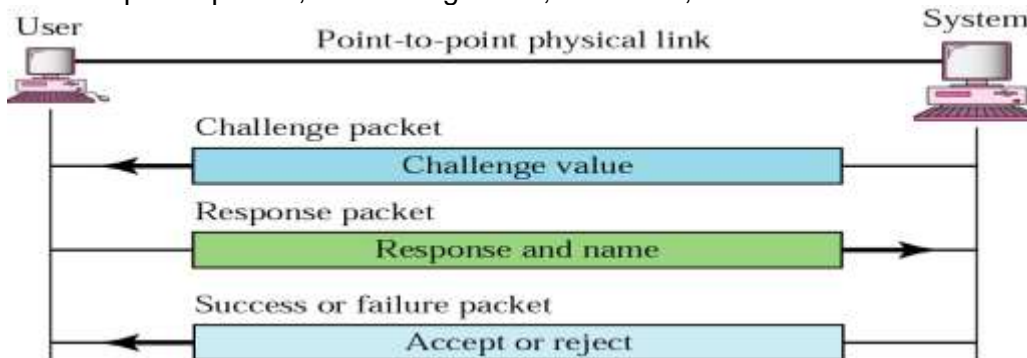 User
System
Point-to-point physical link
Challenge packet
Challenge value
Response packet
Response and name
Success or failure packet
Accept or reject